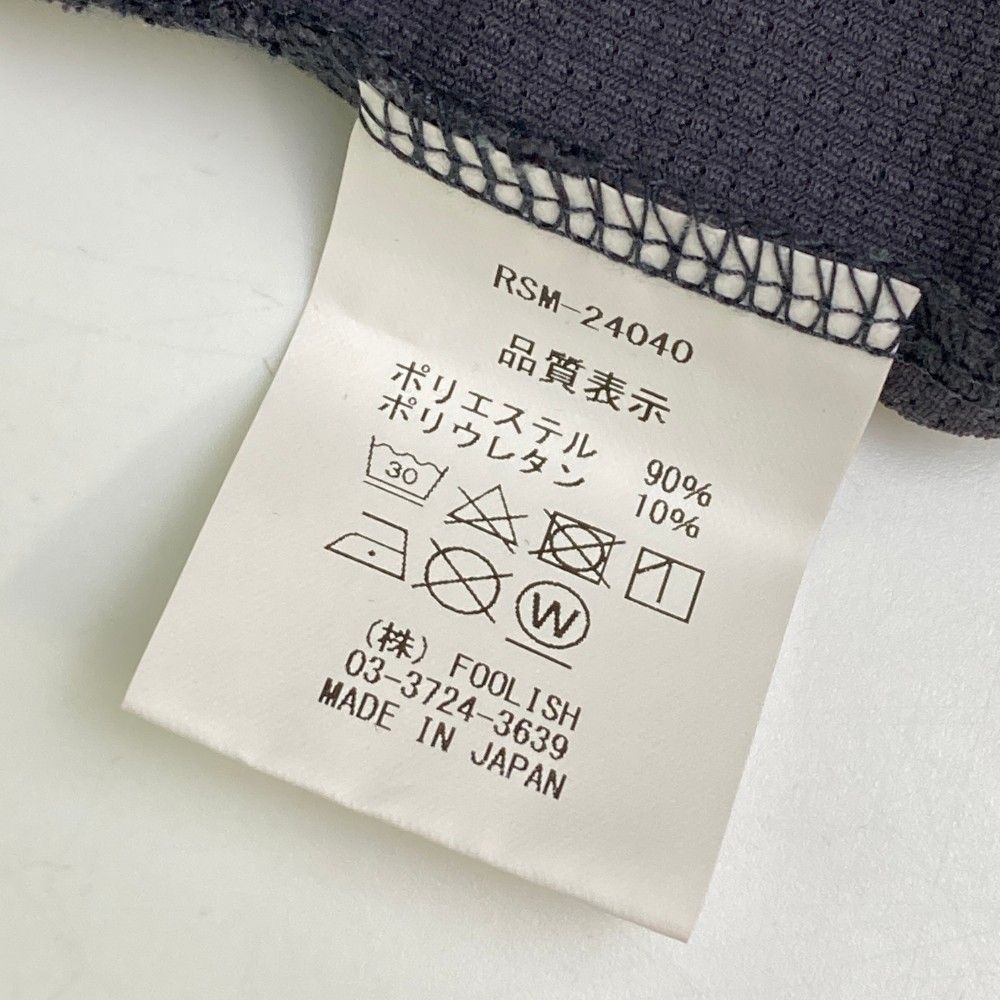 RSM-24040
品質表示
ポリエステル 90%
ポリウレタン 10%
30
W
(株) FOOLISH
03-3724-3639
MADE IN JAPAN